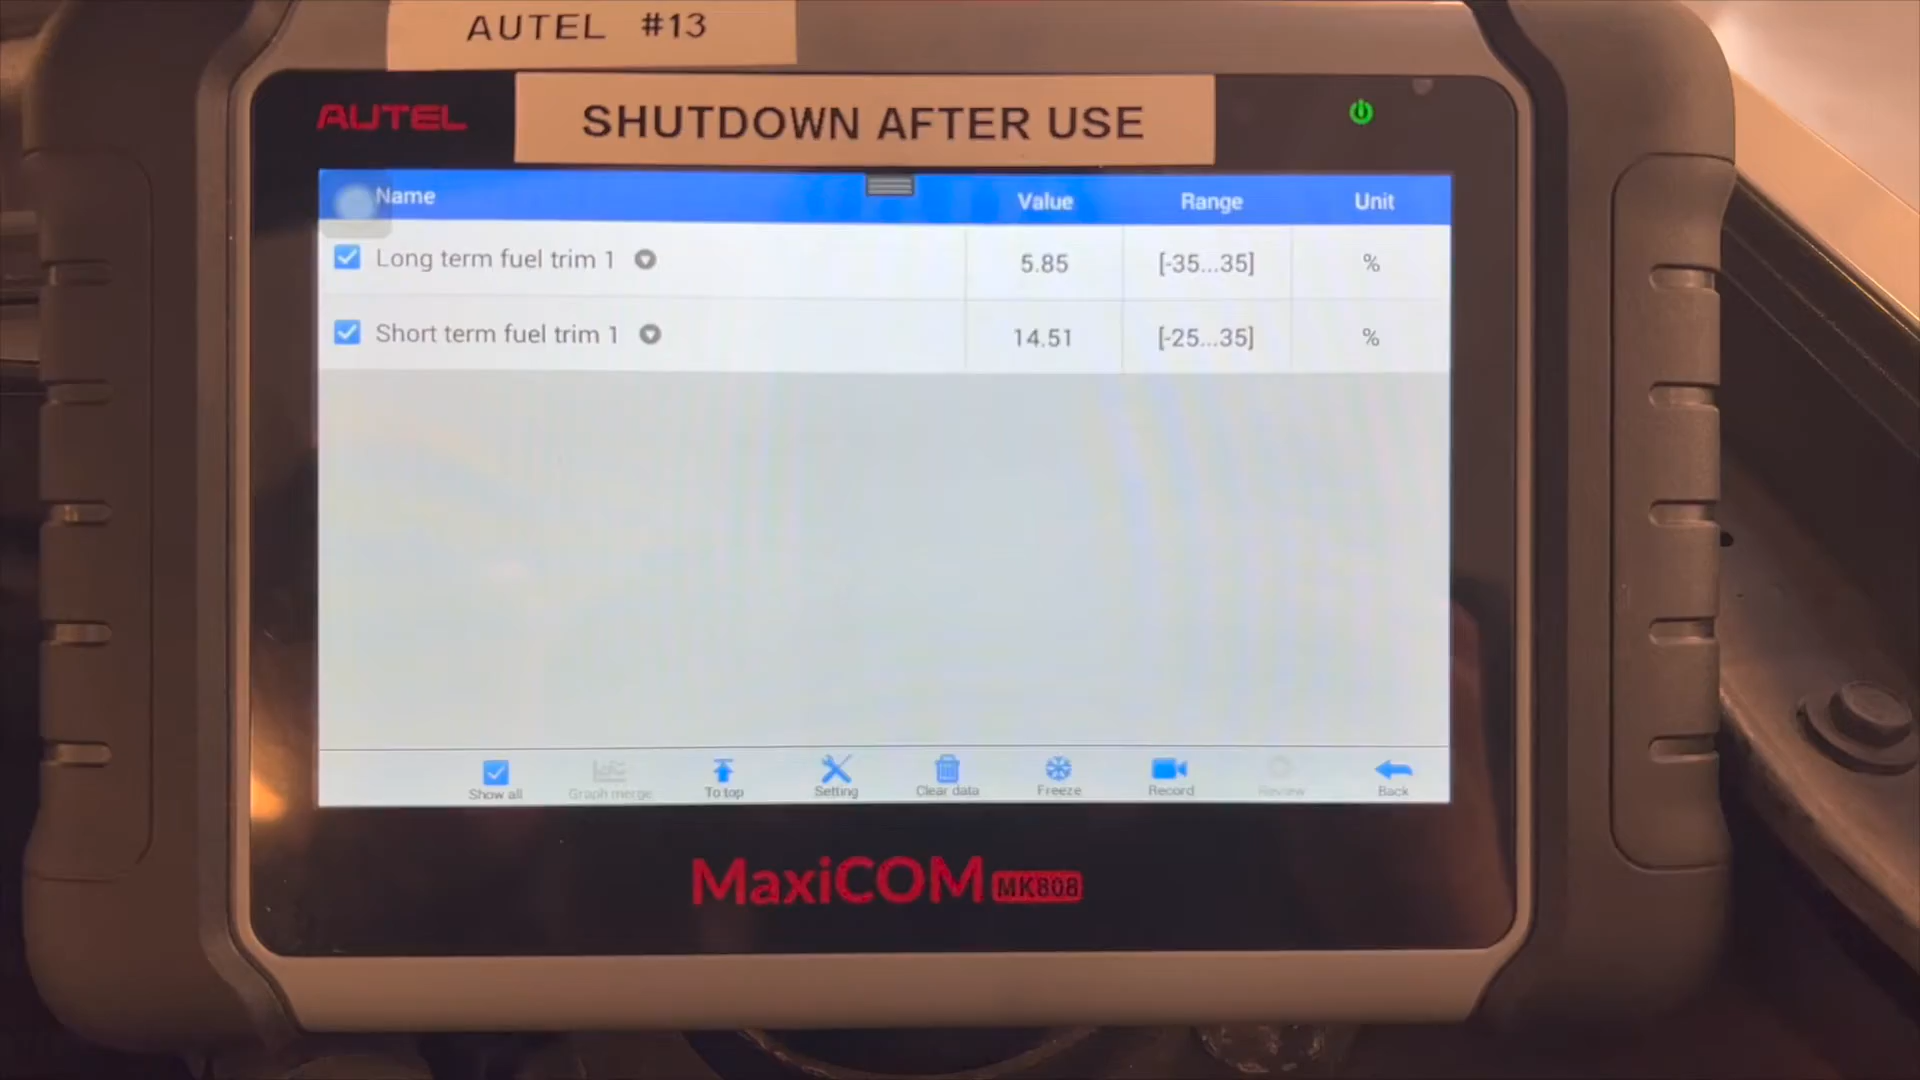 AUTEL #13
AUTEL
SHUTDOWN AFTER USE
Name Value Range Unit
Long term fuel trim 1 5.85 [-35...35] %
Short term fuel trim 1 14.51 [-25...35] %
Show all Graph merge To top Setting Clear data Freeze Record Review Back
MaxiCOM MK808